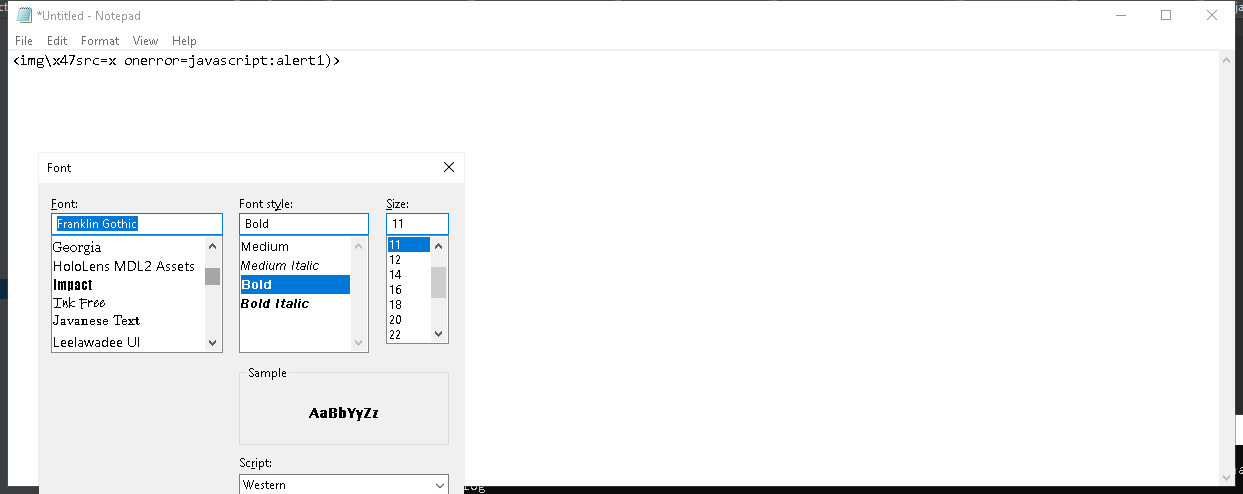 *Untitled - Notepad
File Edit Format View Help
<img\x47src=x onerror=javascript:alert1)>
Font
Font: Font style: Size:
Franklin Gothic Bold 11
Georgia Medium 11
HoloLens MDL2 Assets Medium Italic 12
Impact Bold 14
Ink Free Bold Italic 16
Javanese Text 18
Leelawadee UI 20
22
Sample
AaBbYyZz
Script:
Western